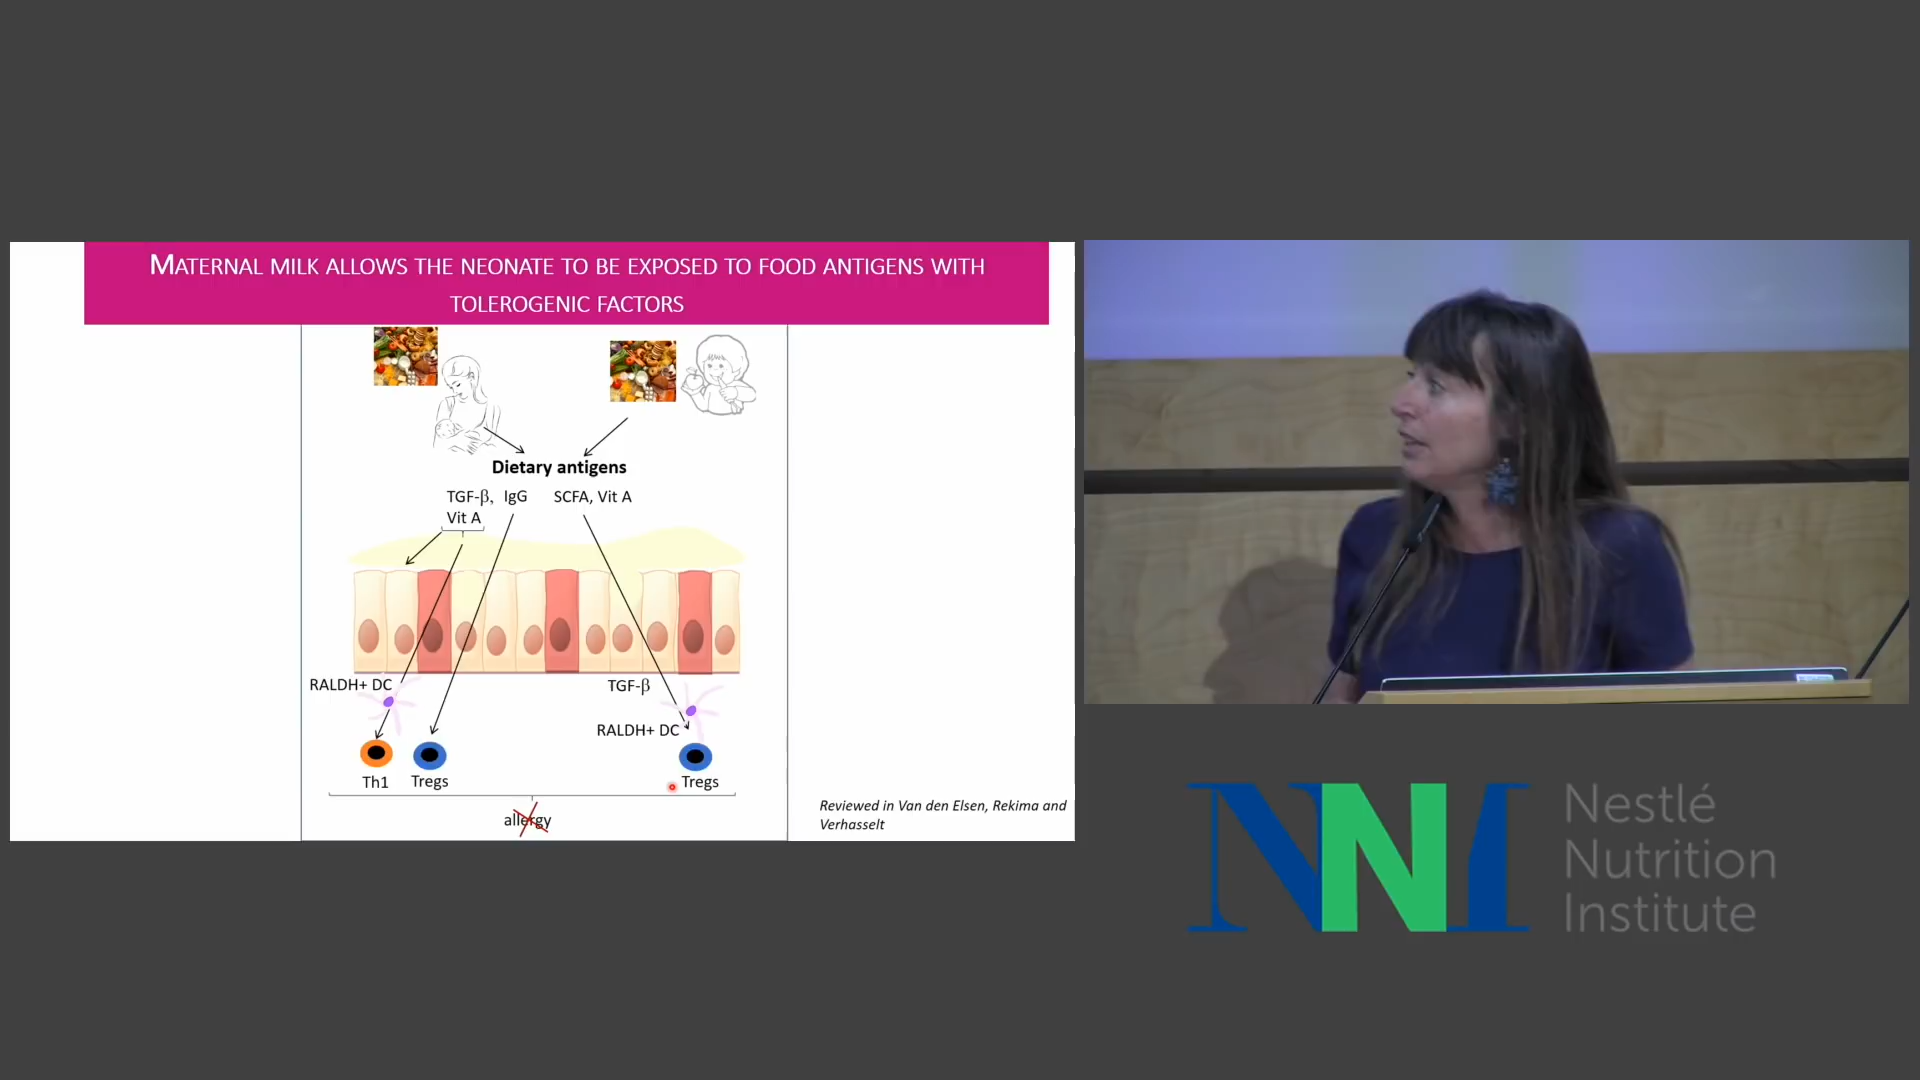 MATERNAL MILK ALLOWS THE NEONATE TO BE EXPOSED TO FOOD ANTIGENS WITH
TOLEROGENIC FACTORS
Dietary antigens
TGF-β, IgG SCFA, Vit A
Vit A
RALDH+ DC
TGF-β
RALDH+ DC
Th1 Tregs
Tregs
allergy
Reviewed in Van den Elsen, Rekima and
Verhasselt
NNI
Nestlé
Nutrition
Institute